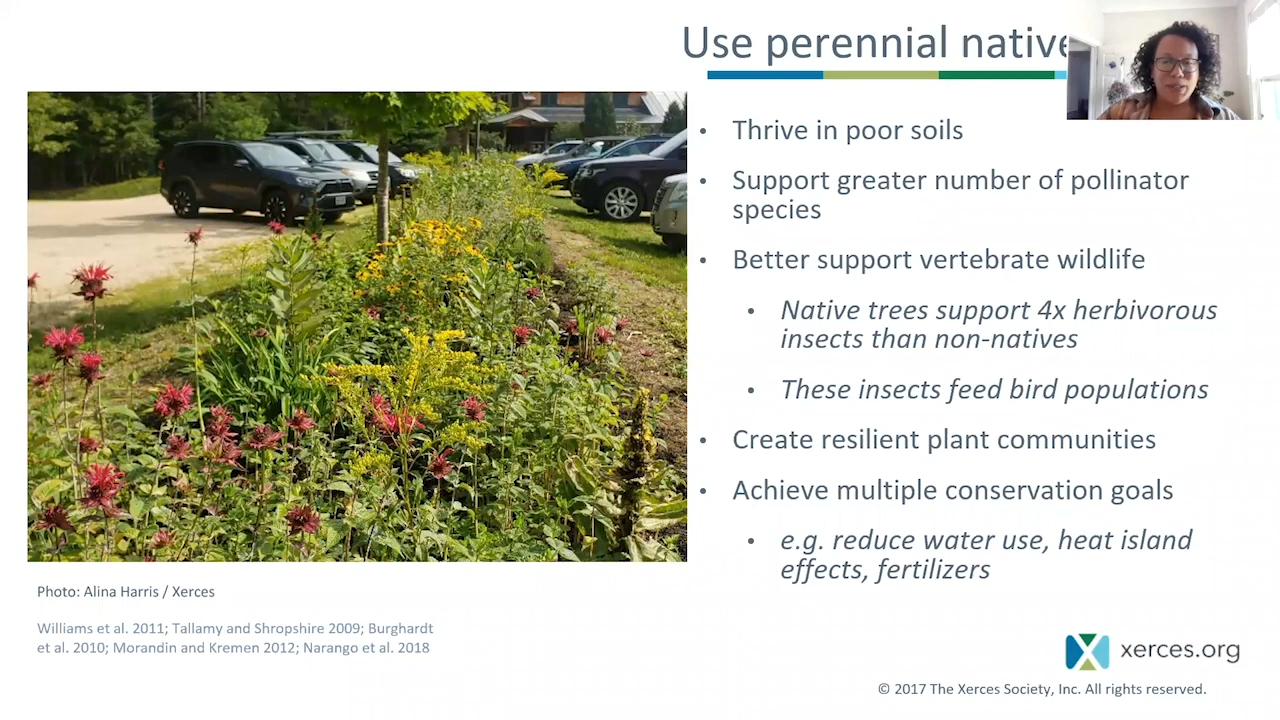 Use perennial native
• Thrive in poor soils
• Support greater number of pollinator
species
• Better support vertebrate wildlife
• Native trees support 4x herbivorous
insects than non-natives
• These insects feed bird populations
• Create resilient plant communities
• Achieve multiple conservation goals
• e.g. reduce water use, heat island
effects, fertilizers
Photo: Alina Harris / Xerces
Williams et al. 2011; Tallamy and Shropshire 2009; Burghardt
et al. 2010; Morandin and Kremen 2012; Narango et al. 2018
xerces.org
© 2017 The Xerces Society, Inc. All rights reserved.